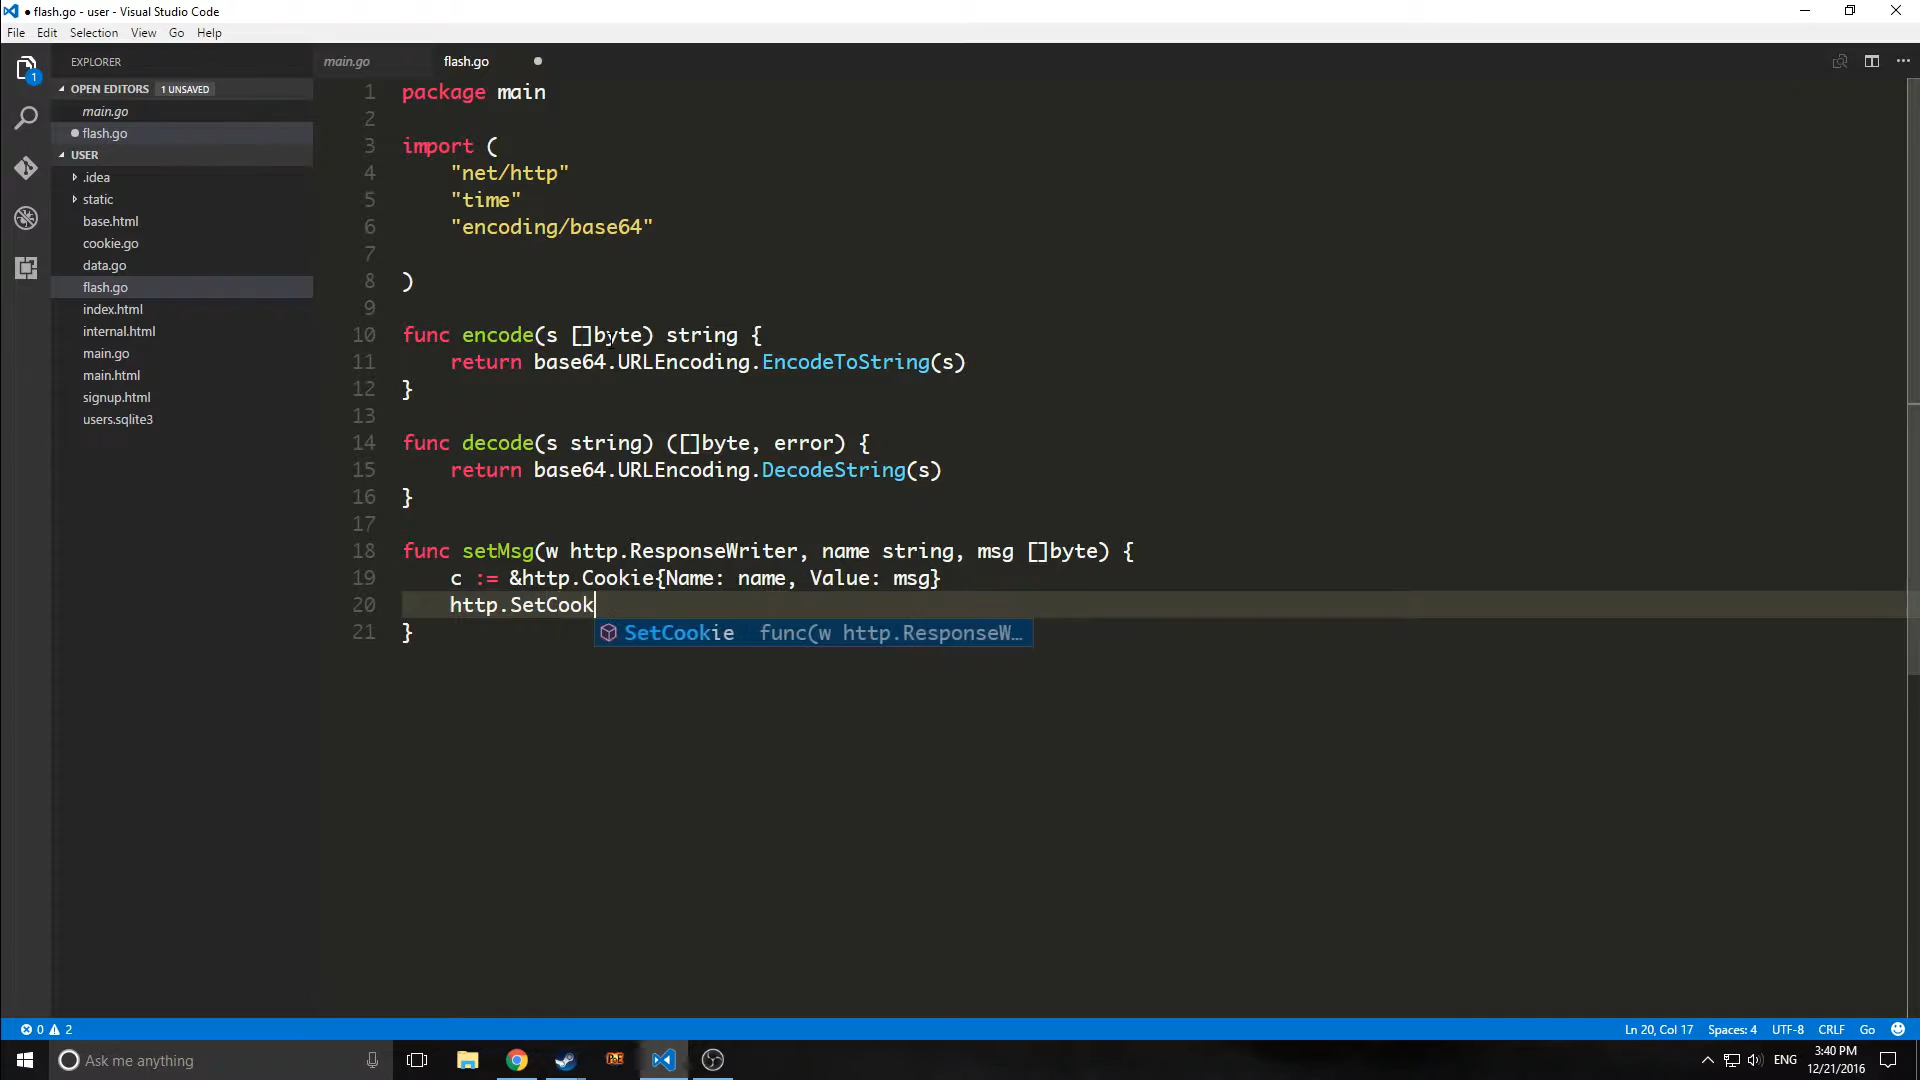 ● flash.go - user - Visual Studio Code
File Edit Selection View Go Help
EXPLORER
OPEN EDITORS 1 UNSAVED
main.go
flash.go
USER
.idea
static
base.html
cookie.go
data.go
flash.go
index.html
internal.html
main.go
main.html
signup.html
users.sqlite3
1
main.go flash.go
1 package main
2
3 import (
4 "net/http"
5 "time"
6 "encoding/base64"
7
8 )
9
10 func encode(s []byte) string {
11 return base64.URLEncoding.EncodeToString(s)
12 }
13
14 func decode(s string) ([]byte, error) {
15 return base64.URLEncoding.DecodeString(s)
16 }
17
18 func setMsg(w http.ResponseWriter, name string, msg []byte) {
19 c := &http.Cookie{Name: name, Value: msg}
20 http.SetCook
SetCookie func(w http.ResponseW…
21 }
0 2 Ln 20, Col 17 Spaces: 4 UTF-8 CRLF Go
Ask me anything
ENG
3:40 PM
12/21/2016